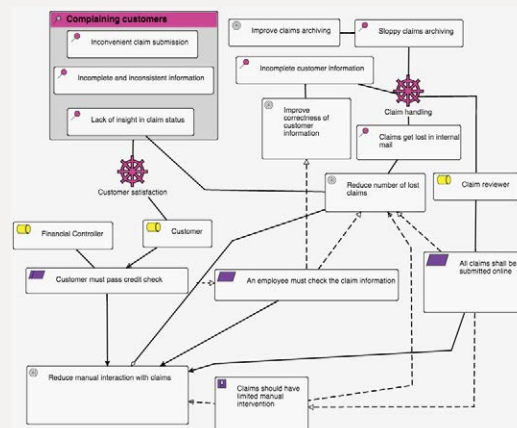 Complaining customers
Inconvenient claim submission
Incomplete and inconsistent information
Lack of insight in claim status
Improve claims archiving
Sloppy claims archiving
Incomplete customer information
Claim handling
Improve
correctness of
customer
information
Claims get lost in internal
mail
Customer satisfaction
Reduce number of lost
claims
Claim reviewer
Financial Controller
Customer
Customer must pass credit check
An employee must check the claim information
All claims shall be
submitted online
Reduce manual interaction with claims
Claims should have
limited manual
intervention